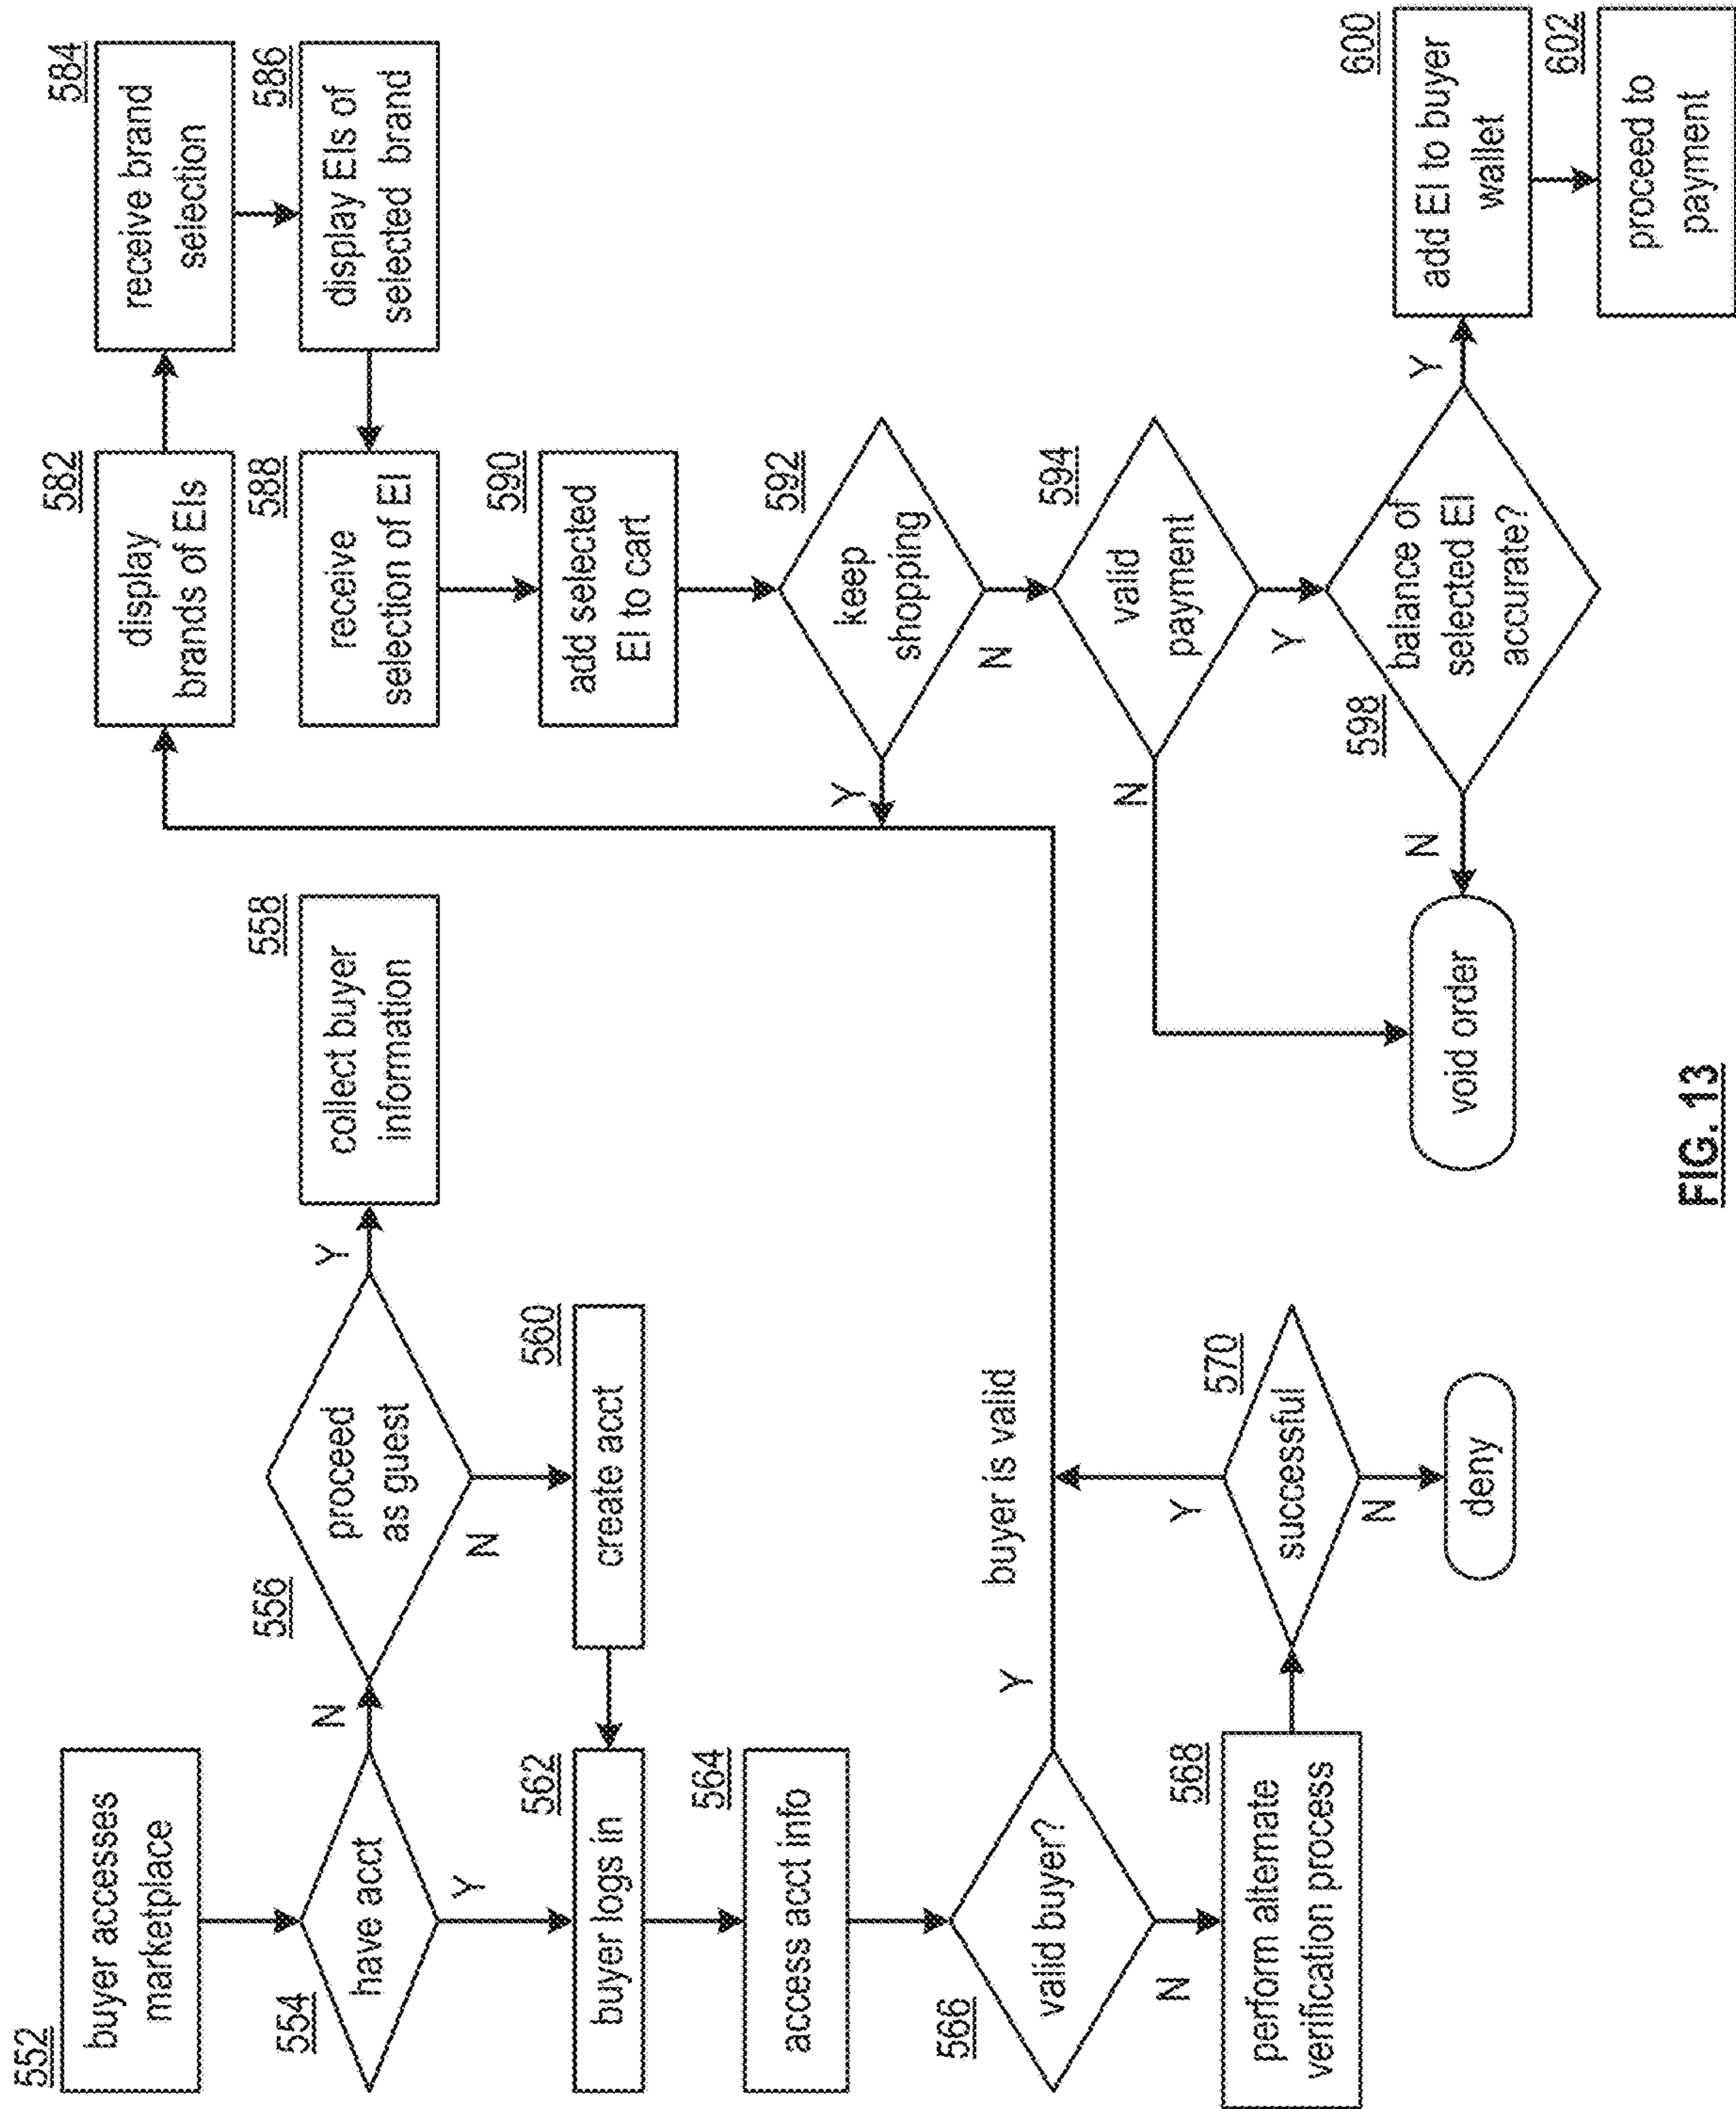 552
buyer accesses
marketplace
554
have acct
N
Y
556
proceed
as guest
Y
N
558
collect buyer
information
560
create acct
562
buyer logs in
564
access acct info
566
valid buyer?
Y
buyer is valid
N
568
perform alternate
verification process
570
successful
Y
N
deny
582
display
brands of EIs
584
receive brand
selection
586
display EIs of
selected brand
588
receive
selection of EI
590
add selected
EI to cart
592
keep
shopping
Y
N
594
valid
payment
N
Y
598
balance of
selected EI
accurate?
N
Y
void order
600
add EI to buyer
wallet
602
proceed to
payment
FIG. 13